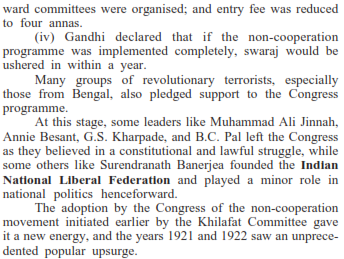 ward committees were organised; and entry fee was reduced
to four annas.
(iv) Gandhi declared that if the non-cooperation
programme was implemented completely, swaraj would be
ushered in within a year.
Many groups of revolutionary terrorists, especially
those from Bengal, also pledged support to the Congress
programme.
At this stage, some leaders like Muhammad Ali Jinnah,
Annie Besant, G.S. Kharpade, and B.C. Pal left the Congress
as they believed in a constitutional and lawful struggle, while
some others like Surendranath Banerjea founded the Indian
National Liberal Federation and played a minor role in
national politics henceforward.
The adoption by the Congress of the non-cooperation
movement initiated earlier by the Khilafat Committee gave
it a new energy, and the years 1921 and 1922 saw an unprece-
dented popular upsurge.